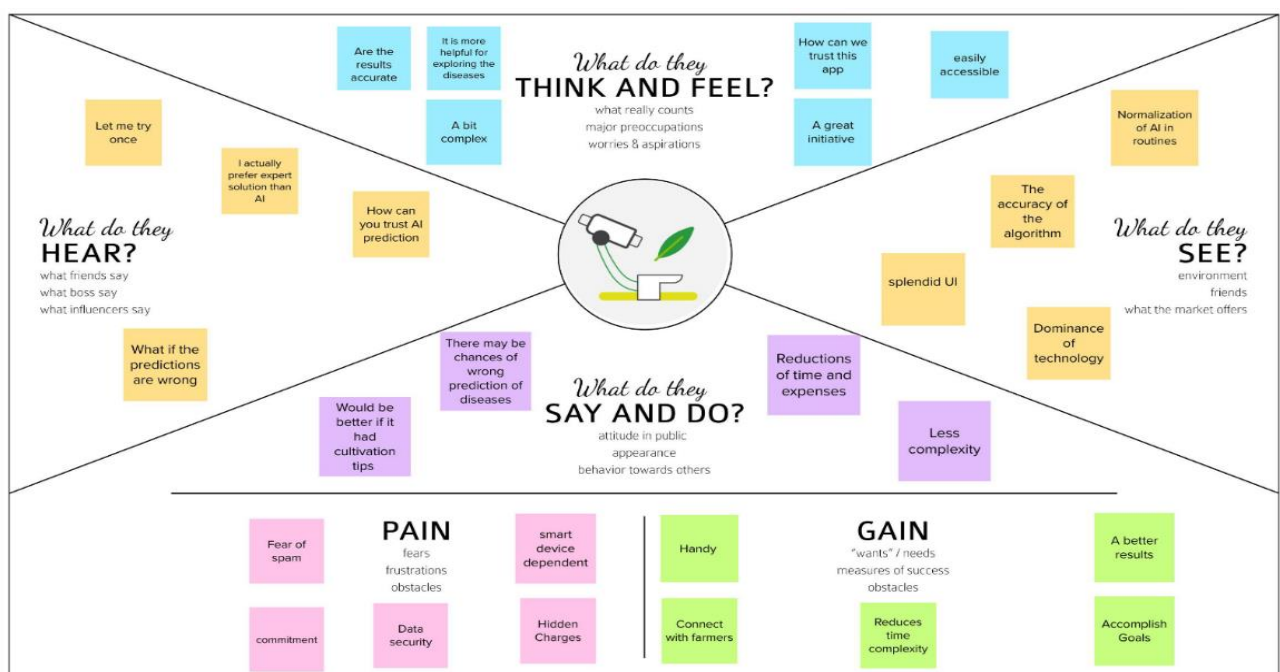 What do they
THINK AND FEEL?
what really counts
major preoccupations
worries & aspirations
Are the
results
accurate
It is more
helpful for
exploring the
diseases
A bit
complex
How can we
trust this
app
easily
accessible
A great
initiative
What do they
HEAR?
what friends say
what boss say
what influencers say
Let me try
once
I actually
prefer expert
solution than
AI
How can
you trust AI
prediction
What if the
predictions
are wrong
What do they
SEE?
environment
friends
what the market offers
Normalization
of AI in
routines
The
accuracy of
the
algorithm
splendid UI
Dominance
of
technology
What do they
SAY AND DO?
attitude in public
appearance
behavior towards others
There may be
chances of
wrong
prediction of
diseases
Would be
better if it
had
cultivation
tips
Reductions
of time and
expenses
Less
complexity
PAIN
fears
frustrations
obstacles
Fear of
spam
smart
device
dependent
commitment
Data
security
Hidden
Charges
GAIN
"wants" / needs
measures of success
obstacles
Handy
A better
results
Connect
with farmers
Reduces
time
complexity
Accomplish
Goals